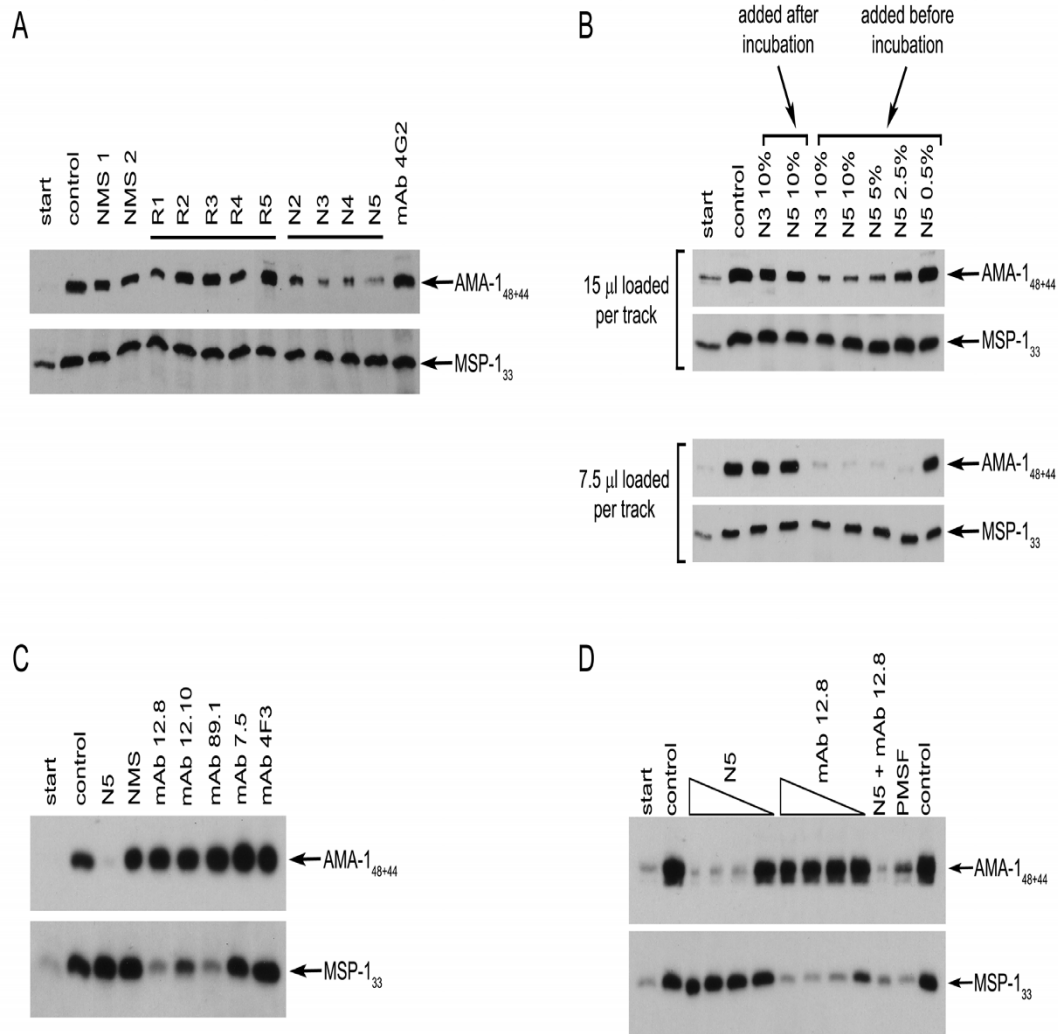 A
start
control
NMS 1
NMS 2
R1
R2
R3
R4
R5
N2
N3
N4
N5
mAb 4G2
AMA-1₄₈₊₄₄
MSP-1₃₃
B
added after
incubation
added before
incubation
start
control
N3 10%
N5 10%
N3 10%
N5 10%
N5 5%
N5 2.5%
N5 0.5%
15 µl loaded
per track
AMA-1₄₈₊₄₄
MSP-1₃₃
7.5 µl loaded
per track
AMA-1₄₈₊₄₄
MSP-1₃₃
C
start
control
N5
NMS
mAb 12.8
mAb 12.10
mAb 89.1
mAb 7.5
mAb 4F3
AMA-1₄₈₊₄₄
MSP-1₃₃
D
start
control
N5
mAb 12.8
N5 + mAb 12.8
PMSF
control
AMA-1₄₈₊₄₄
MSP-1₃₃